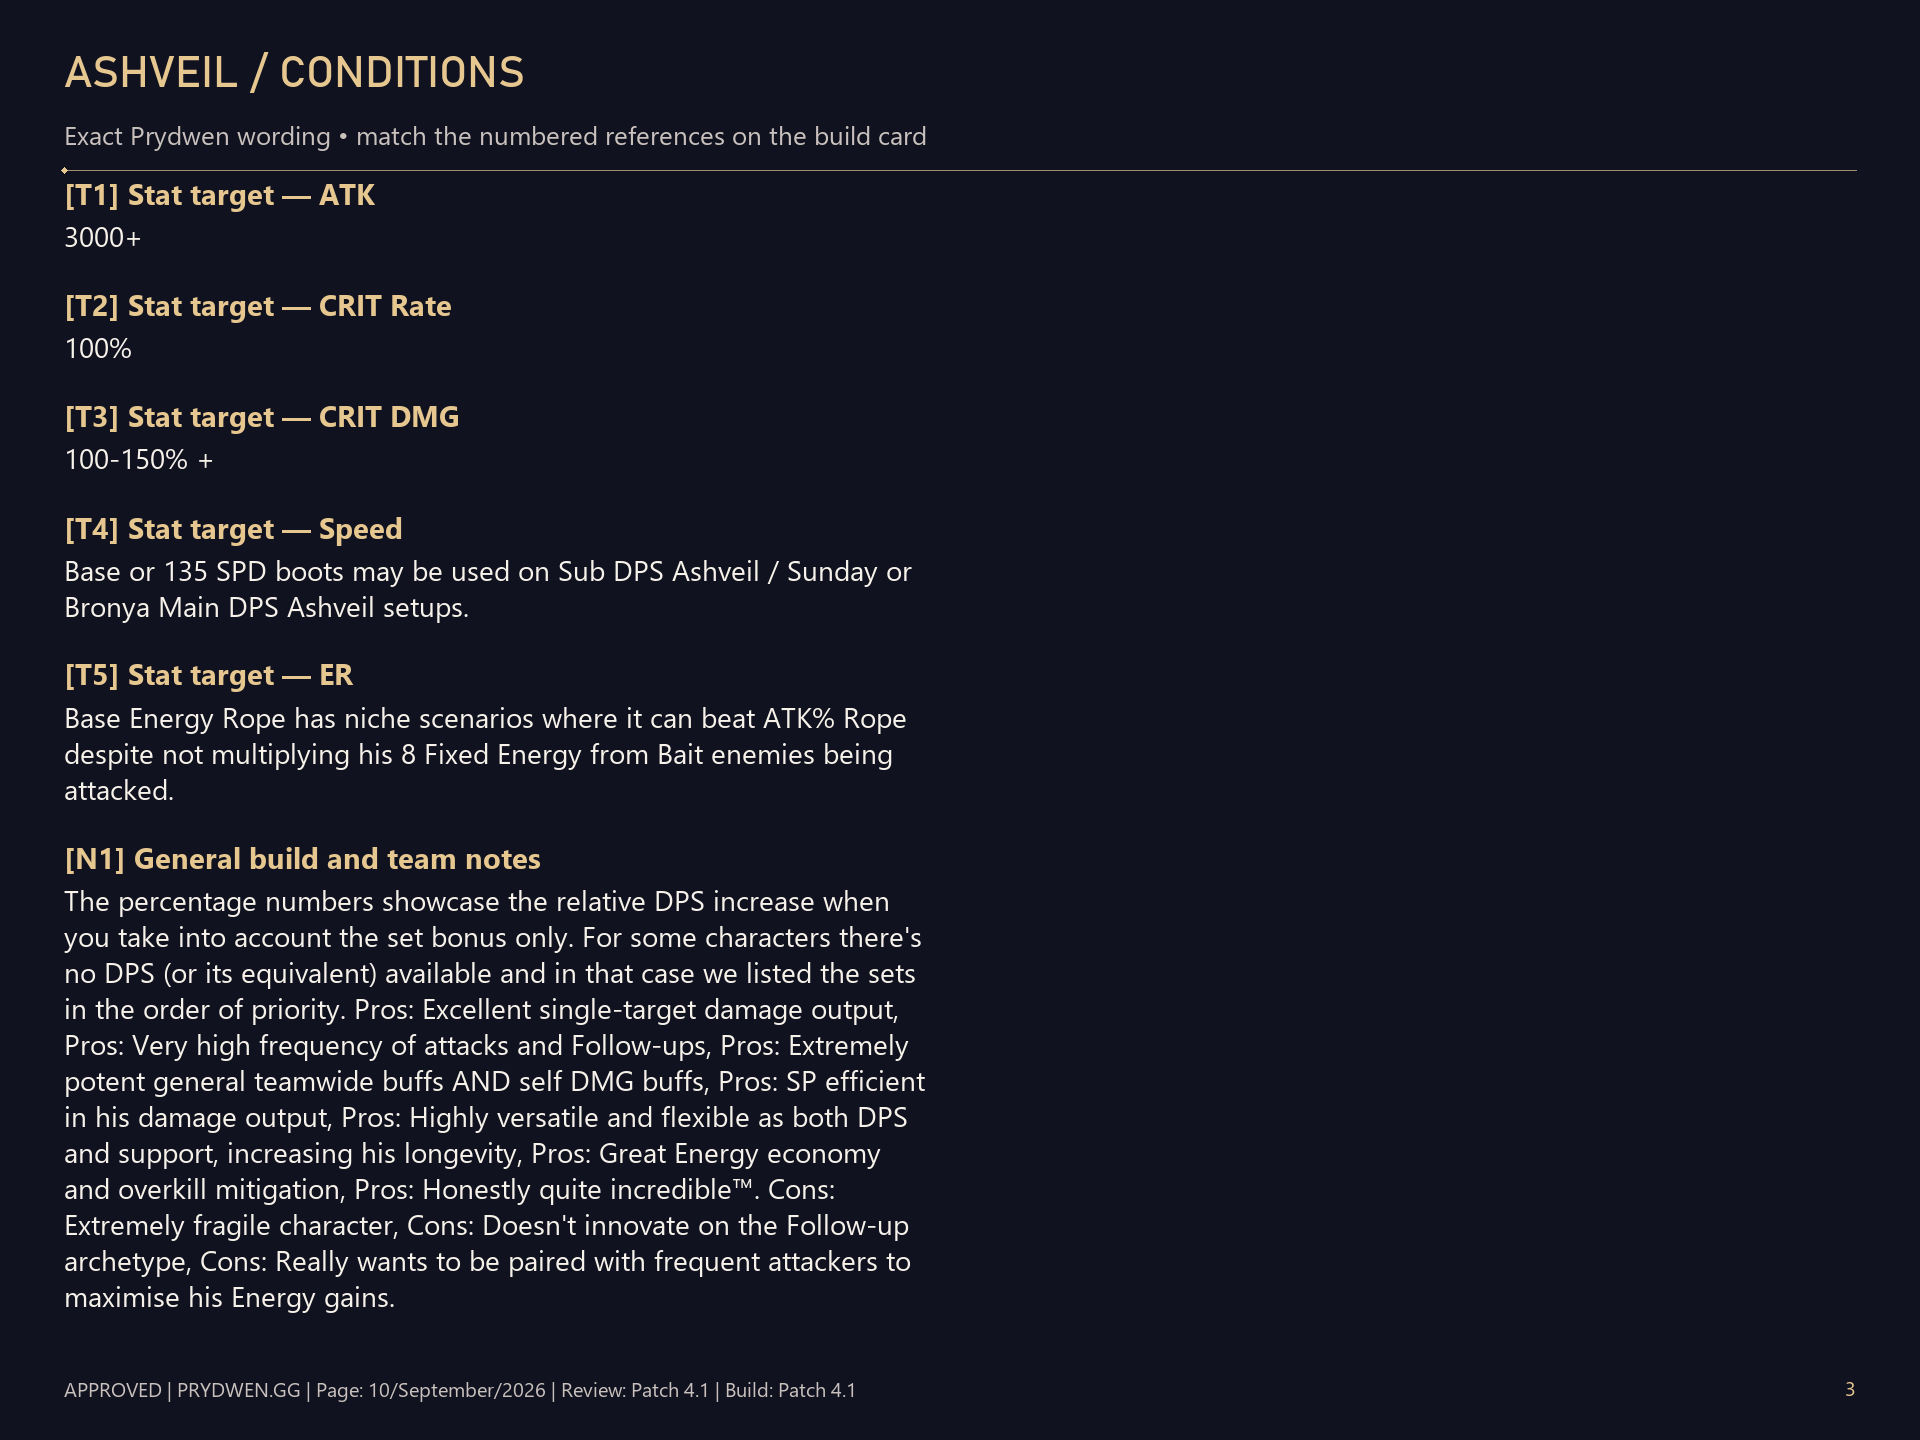 ASHVEIL / CONDITIONS
Exact Prydwen wording • match the numbered references on the build card
[T1] Stat target — ATK
3000+
[T2] Stat target — CRIT Rate
100%
[T3] Stat target — CRIT DMG
100-150% +
[T4] Stat target — Speed
Base or 135 SPD boots may be used on Sub DPS Ashveil / Sunday or
Bronya Main DPS Ashveil setups.
[T5] Stat target — ER
Base Energy Rope has niche scenarios where it can beat ATK% Rope
despite not multiplying his 8 Fixed Energy from Bait enemies being
attacked.
[N1] General build and team notes
The percentage numbers showcase the relative DPS increase when
you take into account the set bonus only. For some characters there's
no DPS (or its equivalent) available and in that case we listed the sets
in the order of priority. Pros: Excellent single-target damage output,
Pros: Very high frequency of attacks and Follow-ups, Pros: Extremely
potent general teamwide buffs AND self DMG buffs, Pros: SP efficient
in his damage output, Pros: Highly versatile and flexible as both DPS
and support, increasing his longevity, Pros: Great Energy economy
and overkill mitigation, Pros: Honestly quite incredible™. Cons:
Extremely fragile character, Cons: Doesn't innovate on the Follow-up
archetype, Cons: Really wants to be paired with frequent attackers to
maximise his Energy gains.
APPROVED | PRYDWEN.GG | Page: 10/September/2026 | Review: Patch 4.1 | Build: Patch 4.1
3